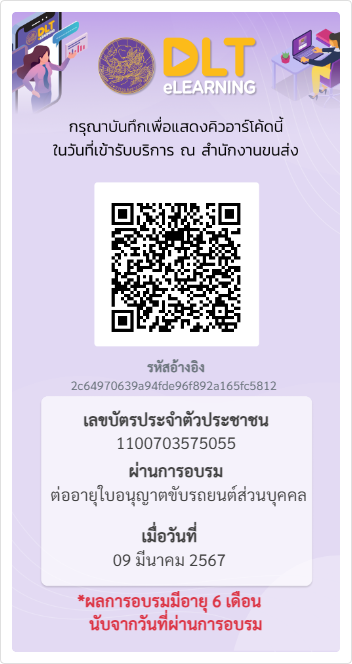 DLT
eLEARNING
กรุณาบันทึกเพื่อแสดงคิวอาร์โค้ดนี้
ในวันที่เข้ารับบริการ ณ สำนักงานขนส่ง
รหัสอ้างอิง
2c64970639a94fde96f892a165fc5812
เลขบัตรประจำตัวประชาชน
1100703575055
ผ่านการอบรม
ต่ออายุใบอนุญาตขับรถยนต์ส่วนบุคคล
เมื่อวันที่
09 มีนาคม 2567
*ผลการอบรมมีอายุ 6 เดือน
นับจากวันที่ผ่านการอบรม